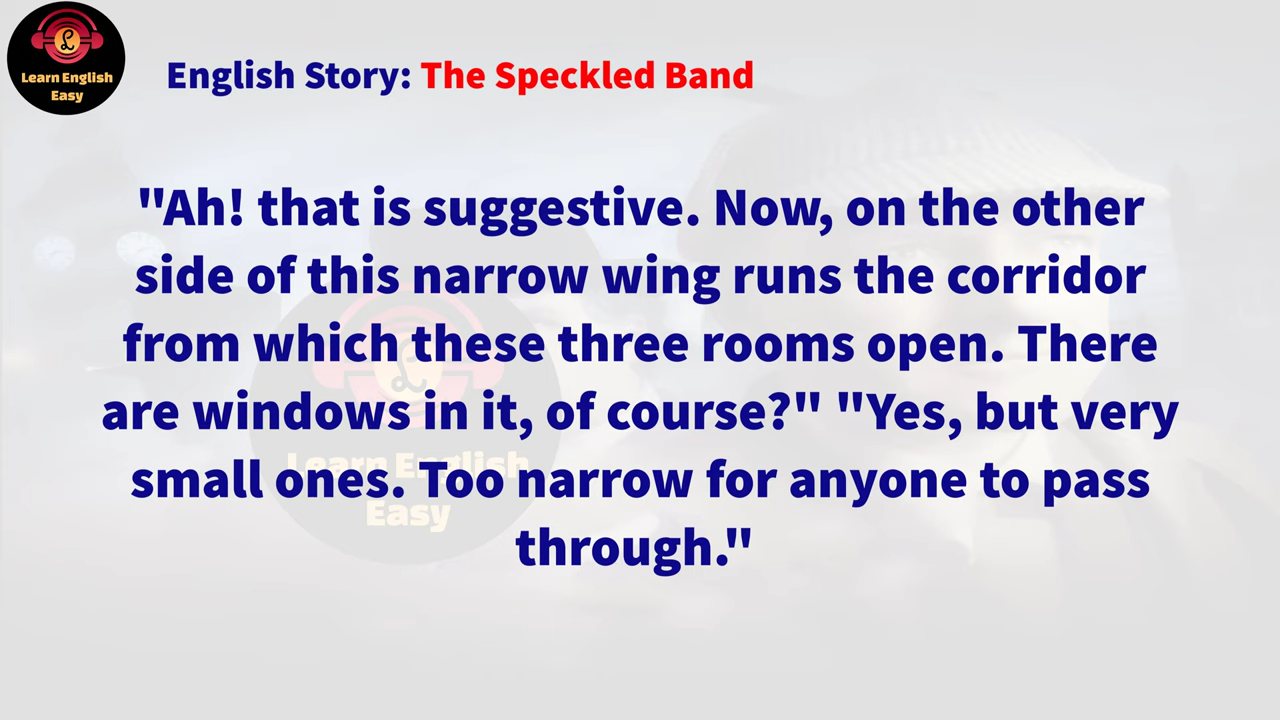 Learn English
Easy
English Story: The Speckled Band
"Ah! that is suggestive. Now, on the other
side of this narrow wing runs the corridor
from which these three rooms open. There
are windows in it, of course?" "Yes, but very
small ones. Too narrow for anyone to pass
through."
Learn English
Easy